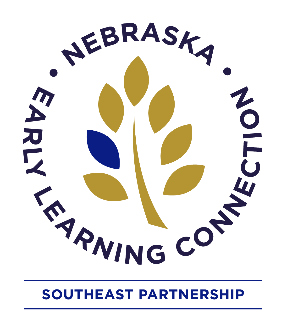 • NEBRASKA •
EARLY LEARNING CONNECTION
SOUTHEAST PARTNERSHIP